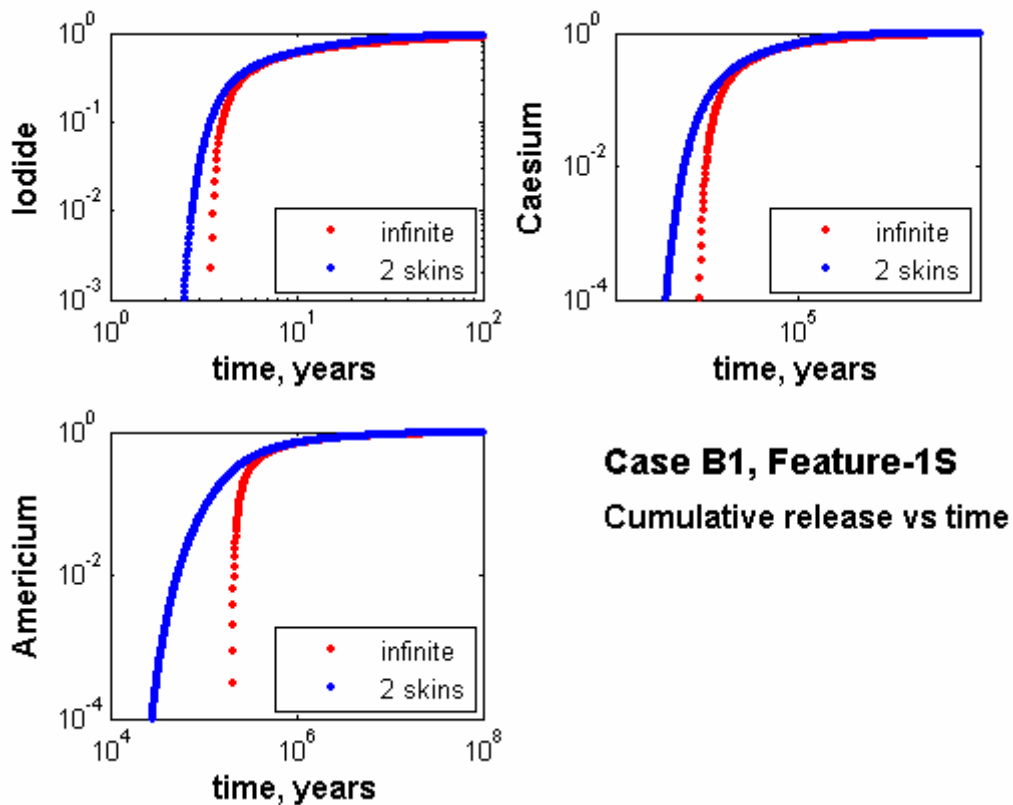 Iodide
10^0
10^-1
10^-2
10^-3
infinite
2 skins
10^0
10^1
10^2
time, years
Caesium
10^0
10^-2
10^-4
infinite
2 skins
10^5
time, years
Americium
10^0
10^-2
10^-4
infinite
2 skins
10^4
10^6
10^8
time, years
Case B1, Feature-1S
Cumulative release vs time